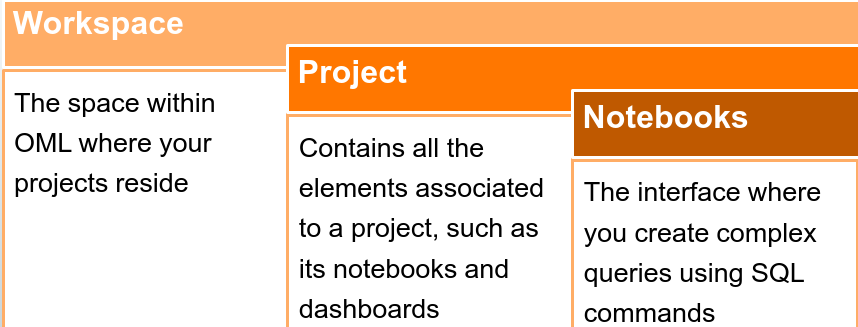 Workspace
The space within
OML where your
projects reside
Project
Contains all the
elements associated
to a project, such as
its notebooks and
dashboards
Notebooks
The interface where
you create complex
queries using SQL
commands